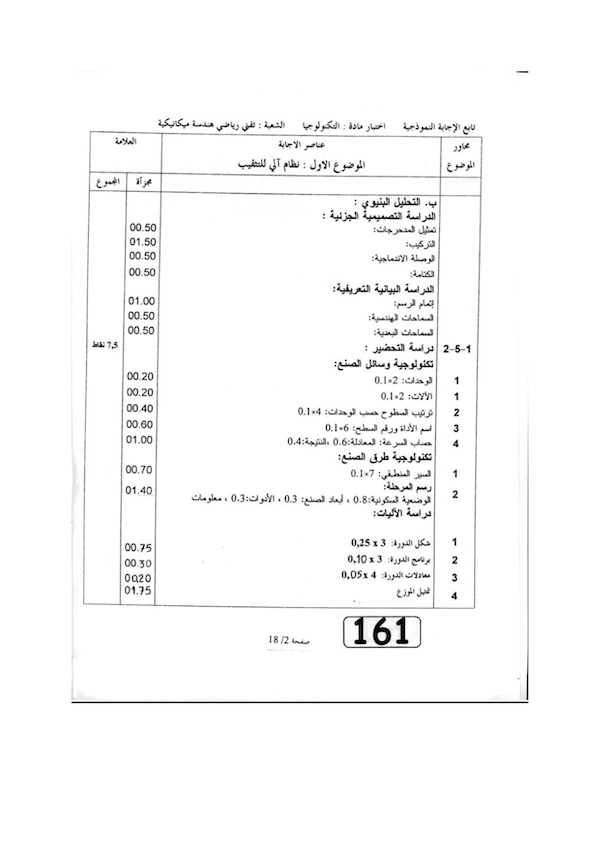 تابع الإجابة النموذجية اختبار مادة : التكنولوجيا الشعبة : تقني رياضي هندسة ميكانيكية
محاور الموضوع عناصر الاجابة العلامة
الموضوع الاول : نظام آلي للتثقيب
مجزأة المجموع
ب. التحليل البنيوي :
الدراسة التصميمية الجزئية :
تمثيل المدحرجات: 00.50
التركيب: 01.50
الوصلة الاندماجية: 00.50
الكتامة: 00.50
الدراسة البيانية التعريفية:
إتمام الرسم: 01.00
السماحات الهندسية: 00.50
السماحات البعدية: 00.50
2-5-1 دراسة التحضير : 7,5 نقاط
تكنولوجية وسائل الصنع:
1 الوحدات: 2×0.1 00.20
1 الألات: 2×0.1 00.20
2 ترتيب السطوح حسب الوحدات: 4×0.1 00.40
3 اسم الأداة ورقم السطح: 6×0.1 00.60
4 حساب السرعة: المعادلة:0.6 ،النتيجة:0.4 01.00
تكنولوجية طرق الصنع:
1 السير المنطقي: 7×0.1 00.70
2 رسم المرحلة: 01.40
الوضعية السكونية:0.8 ، أبعاد الصنع: 0.3 ، الأدوات:0.3 ، معلومات
دراسة الأليات:
1 شكل الدورة: 3 x 0,25 00.75
2 برنامج الدورة: 3 x 0,10 00.30
3 معادلات الدورة: 4 x 0,05 00,20
4 تمثيل الموزع 01.75
161
صفحة 2/ 18